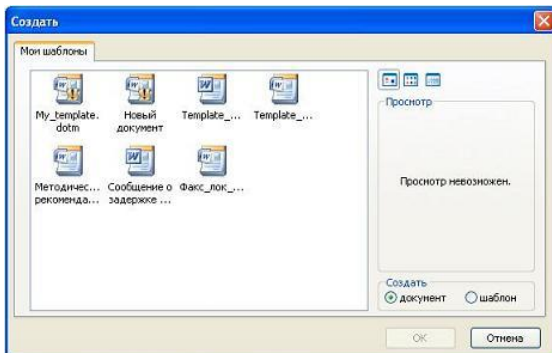 Создать
Мои шаблоны
My_template.
dotm
Новый
документ
Template_...
Template_...
Методичес...
рекоменда...
Сообщение о
задержке ...
Факс_лок_...
Просмотр
Просмотр невозможен.
Создать
документ
шаблон
ОК
Отмена